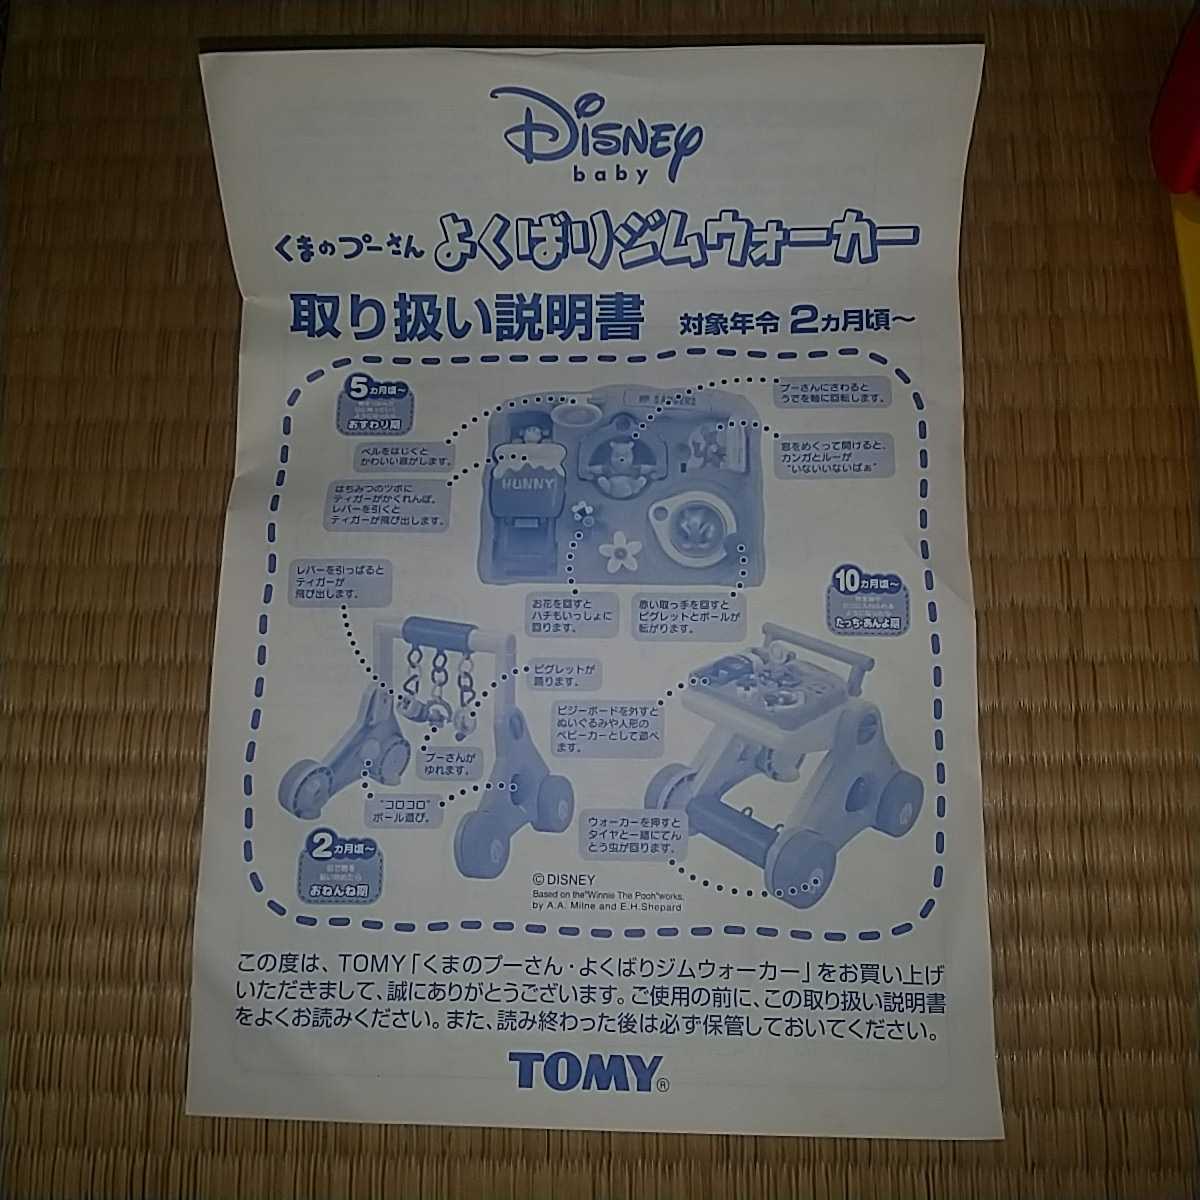 Disney
baby
くまのプーさん よくばりジムウォーカー
取り扱い説明書 対象年令 2ヵ月頃～
5ヵ月頃～
おすわり期
プーさんにさわると
うでを軸に回転します。
ベルをはじくと
かわいい音がします。
窓をめくって開けると、
カンガとルーが
"いないいないばぁ"
はちみつのツボに
ティガーがかくれんぼ。
レバーを引くと
ティガーが飛び出します。
HUNNY
レバーを引っぱると
ティガーが
飛び出します。
お花を回すと
ハチもいっしょに
回ります。
赤い取っ手を回すと
ピグレットとボールが
転がります。
10ヵ月頃～
たっち・あんよ期
ピグレットが
踊ります。
ビジーボードを外すと
ぬいぐるみや人形の
ベビーカーとして遊べ
ます。
プーさんが
ゆれます。
"コロコロ"
ボール遊び。
ウォーカーを押すと
タイヤと一緒にてん
とう虫が回ります。
2ヵ月頃～
おねんね期
© DISNEY
Based on the "Winnie The Pooh" works,
by A.A. Milne and E.H.Shepard
この度は、TOMY「くまのプーさん・よくばりジムウォーカー」をお買い上げ
いただきまして、誠にありがとうございます。ご使用の前に、この取り扱い説明書
をよくお読みください。また、読み終わった後は必ず保管しておいてください。
TOMY®